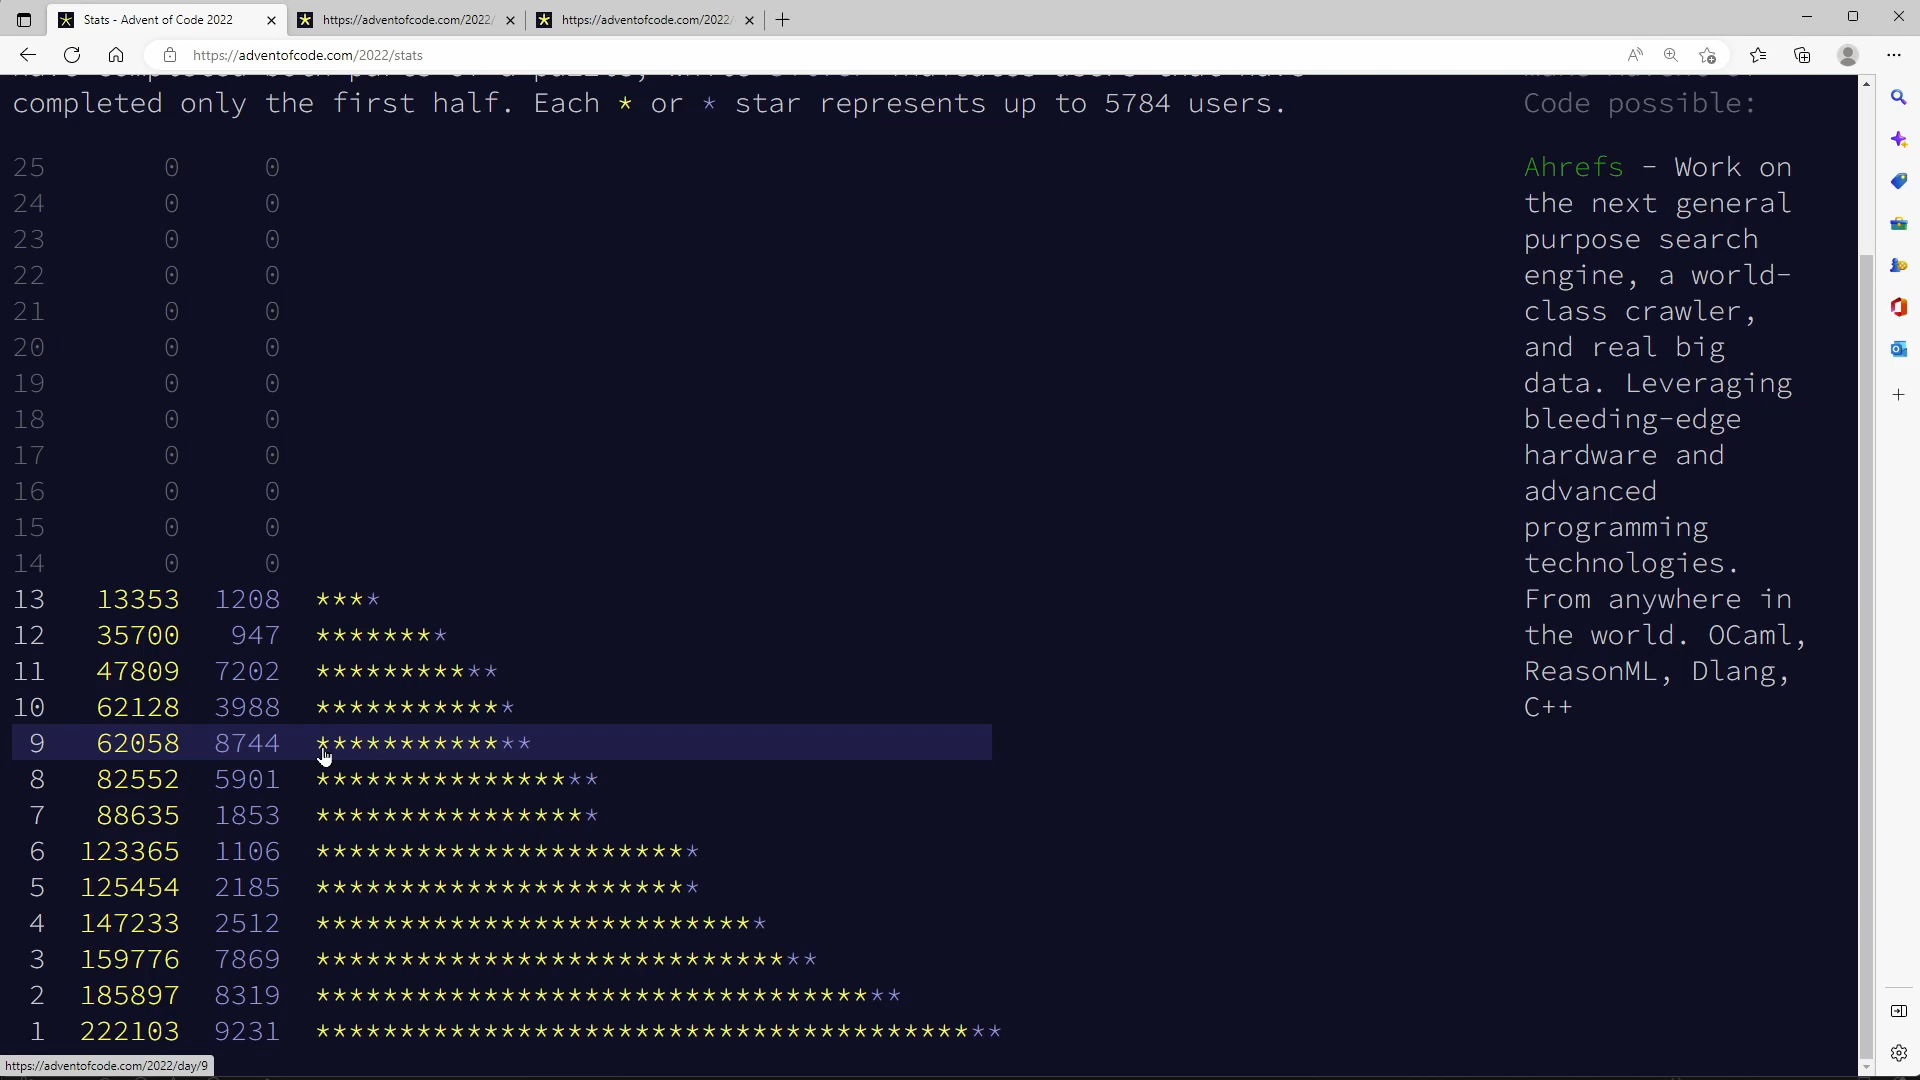 Stats - Advent of Code 2022
https://adventofcode.com/2022/
https://adventofcode.com/2022/
https://adventofcode.com/2022/stats
completed only the first half. Each * or * star represents up to 5784 users.
25 0 0
24 0 0
23 0 0
22 0 0
21 0 0
20 0 0
19 0 0
18 0 0
17 0 0
16 0 0
15 0 0
14 0 0
13 13353 1208 ****
12 35700 947 ********
11 47809 7202 ***********
10 62128 3988 ************
9 62058 8744 *************
8 82552 5901 *****************
7 88635 1853 *****************
6 123365 1106 ***********************
5 125454 2185 ***********************
4 147233 2512 ***************************
3 159776 7869 ******************************
2 185897 8319 ***********************************
1 222103 9231 *****************************************
Code possible:
Ahrefs - Work on
the next general
purpose search
engine, a world-
class crawler,
and real big
data. Leveraging
bleeding-edge
hardware and
advanced
programming
technologies.
From anywhere in
the world. OCaml,
ReasonML, Dlang,
C++
https://adventofcode.com/2022/day/9